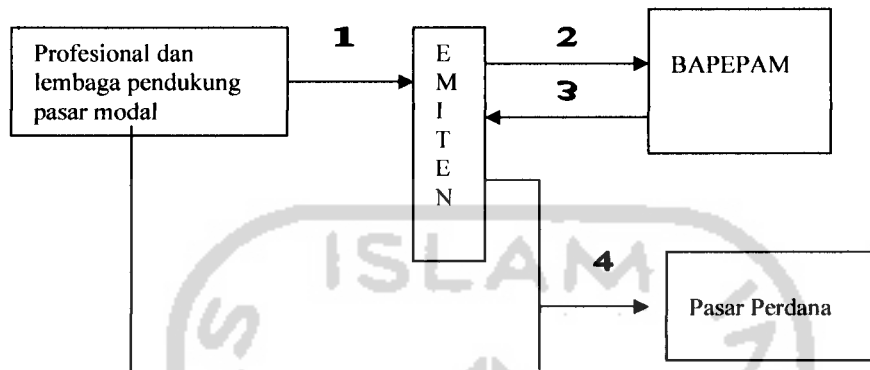 Profesional dan
lembaga pendukung
pasar modal
1
E
M
I
T
E
N
2
3
BAPEPAM
4
Pasar Perdana
ISLAM